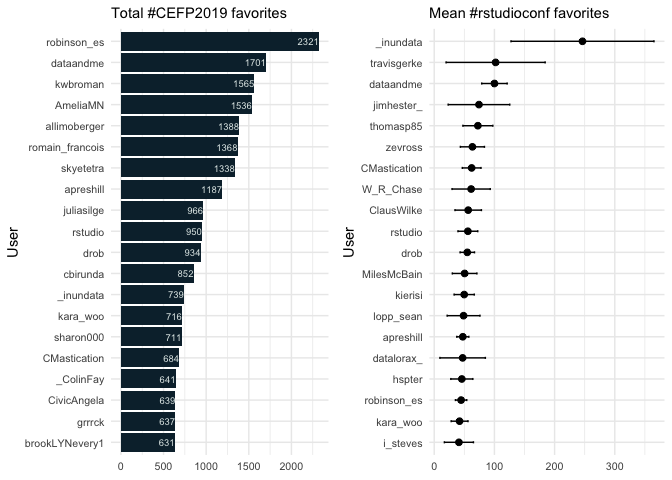 Total #CEFP2019 favorites
User
robinson_es 2321
dataandme 1701
kwbroman 1565
AmeliaMN 1536
allimoberger 1388
romain_francois 1368
skyetetra 1338
apreshill 1187
juliasilge 966
rstudio 950
drob 934
cbirunda 852
_inundata 739
kara_woo 716
sharon000 711
CMastication 684
_ColinFay 641
CivicAngela 639
grrrck 637
brookLYNevery1 631
0 500 1000 1500 2000
Mean #rstudioconf favorites
User
_inundata
travisgerke
dataandme
jimhester_
thomasp85
zevross
CMastication
W_R_Chase
ClausWilke
rstudio
drob
MilesMcBain
kierisi
lopp_sean
apreshill
datalorax_
hspter
robinson_es
kara_woo
i_steves
0 100 200 300